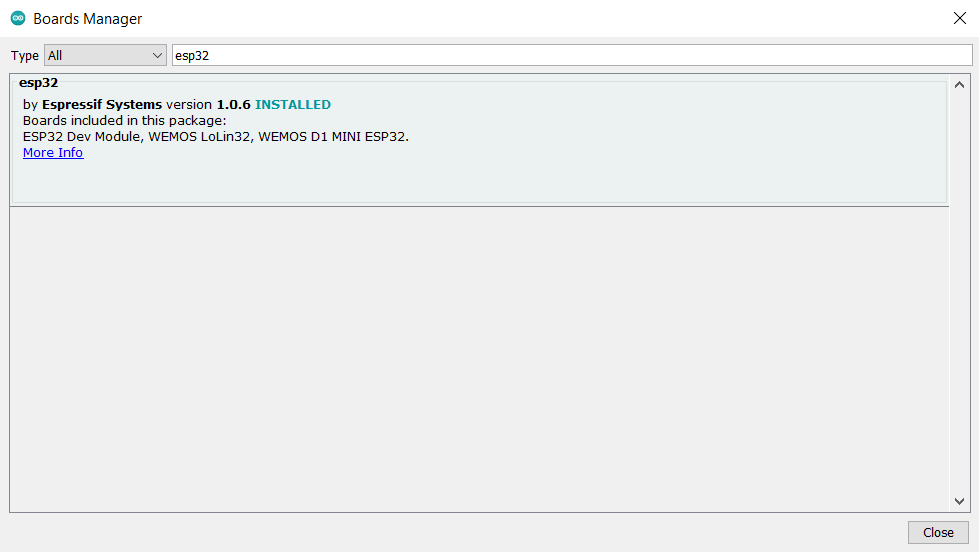 Boards Manager
Type All esp32
esp32
by Espressif Systems version 1.0.6 INSTALLED
Boards included in this package:
ESP32 Dev Module, WEMOS LoLin32, WEMOS D1 MINI ESP32.
More Info
Close